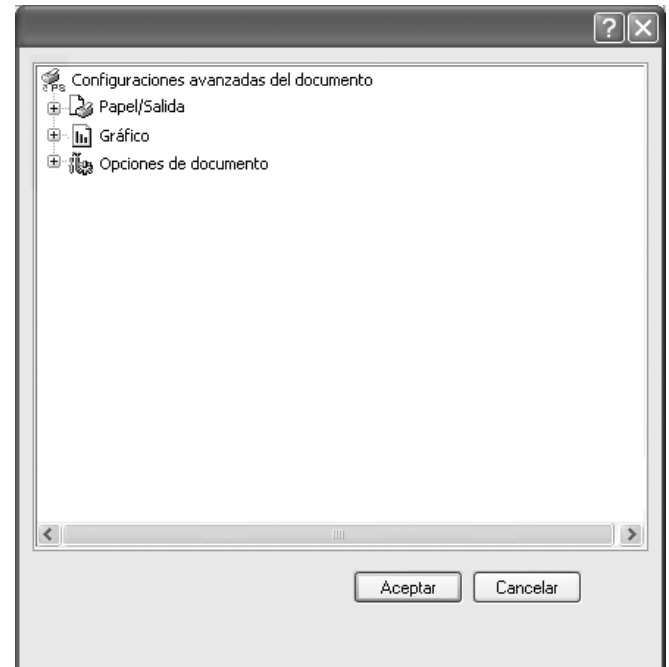 Configuraciones avanzadas del documento
Papel/Salida
Gráfico
Opciones de documento
Aceptar Cancelar